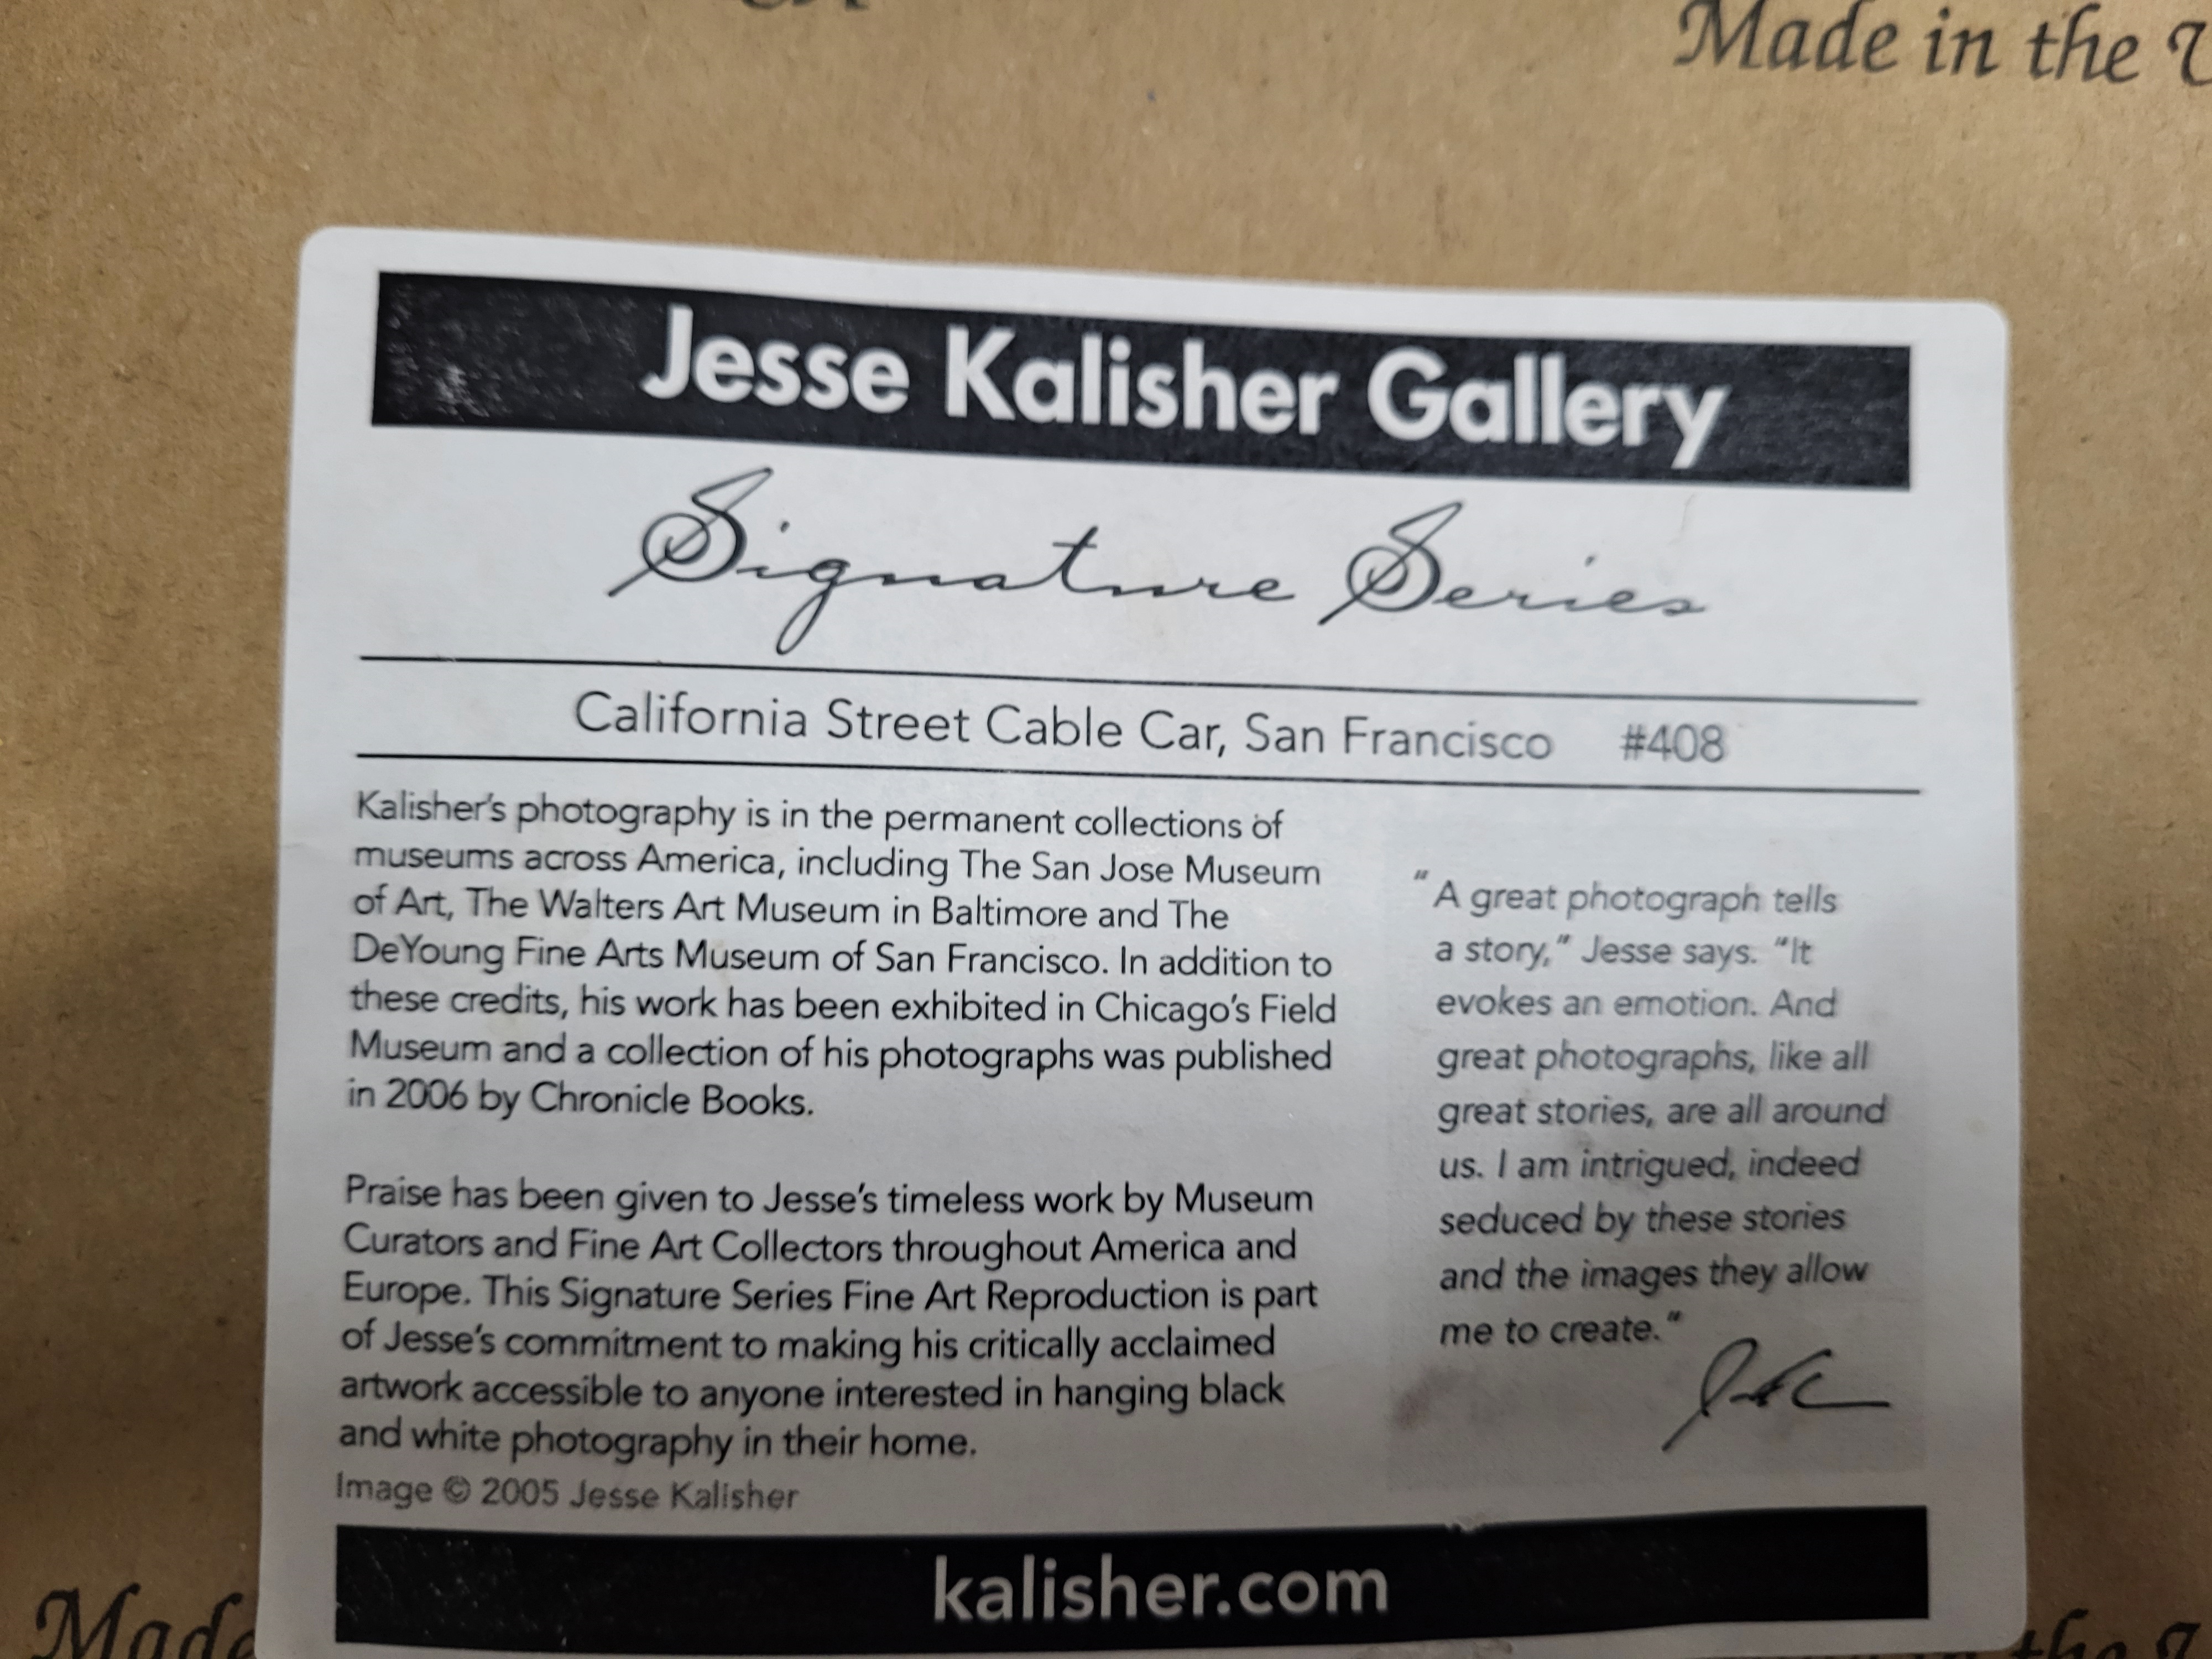 Made in the
Jesse Kalisher Gallery
Signature Series
California Street Cable Car, San Francisco #408
Kalisher's photography is in the permanent collections of
museums across America, including The San Jose Museum
of Art, The Walters Art Museum in Baltimore and The
DeYoung Fine Arts Museum of San Francisco. In addition to
these credits, his work has been exhibited in Chicago's Field
Museum and a collection of his photographs was published
in 2006 by Chronicle Books.
Praise has been given to Jesse's timeless work by Museum
Curators and Fine Art Collectors throughout America and
Europe. This Signature Series Fine Art Reproduction is part
of Jesse's commitment to making his critically acclaimed
artwork accessible to anyone interested in hanging black
and white photography in their home.
Image © 2005 Jesse Kalisher
"A great photograph tells
a story," Jesse says. "It
evokes an emotion. And
great photographs, like all
great stories, are all around
us. I am intrigued, indeed
seduced by these stories
and the images they allow
me to create."
kalisher.com
Made the